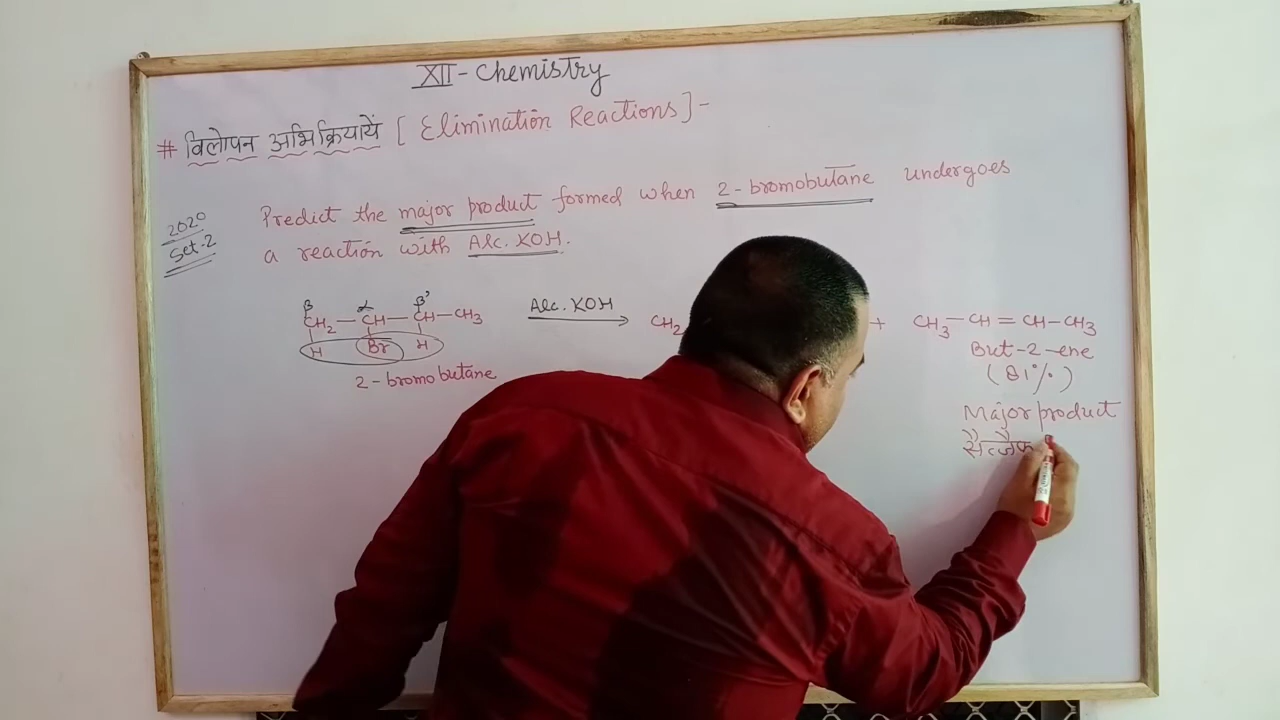 XII - Chemistry
# विलोपन अभिक्रियायें [ Elimination Reactions ] -
2020
Set-2
Predict the major product formed when 2-bromobutane undergoes
a reaction with Alc. KOH.
β α β'
CH2 — CH — CH — CH3
H Br H
2-bromobutane
Alc. KOH
CH2
+ CH3 — CH = CH — CH3
But-2-ene
(81%)
Major product